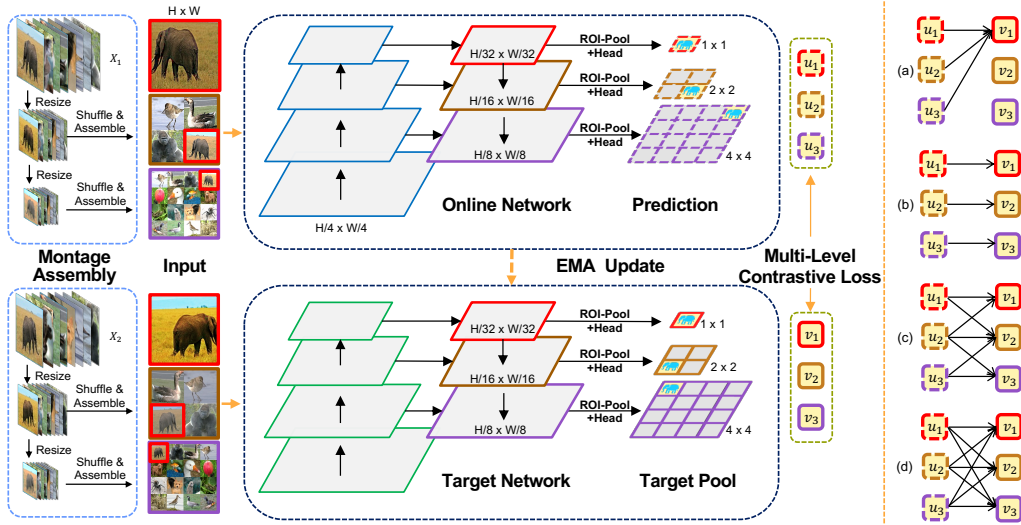 H x W
X₁
Resize
Shuffle &
Assemble
Resize
Shuffle &
Assemble
Montage
Assembly
Input
H/32 x W/32
H/16 x W/16
H/8 x W/8
H/4 x W/4
ROI-Pool
+Head
1 x 1
ROI-Pool
+Head
2 x 2
ROI-Pool
+Head
4 x 4
Online Network
Prediction
u₁
u₂
u₃
EMA Update
Multi-Level
Contrastive Loss
X₂
Resize
Shuffle &
Assemble
Resize
Shuffle &
Assemble
H/32 x W/32
H/16 x W/16
H/8 x W/8
ROI-Pool
+Head
1 x 1
ROI-Pool
+Head
2 x 2
ROI-Pool
+Head
4 x 4
Target Network
Target Pool
v₁
v₂
v₃
(a)
u₁ v₁
u₂ v₂
u₃ v₃
(b)
u₁ v₁
u₂ v₂
u₃ v₃
(c)
u₁ v₁
u₂ v₂
u₃ v₃
(d)
u₁ v₁
u₂ v₂
u₃ v₃